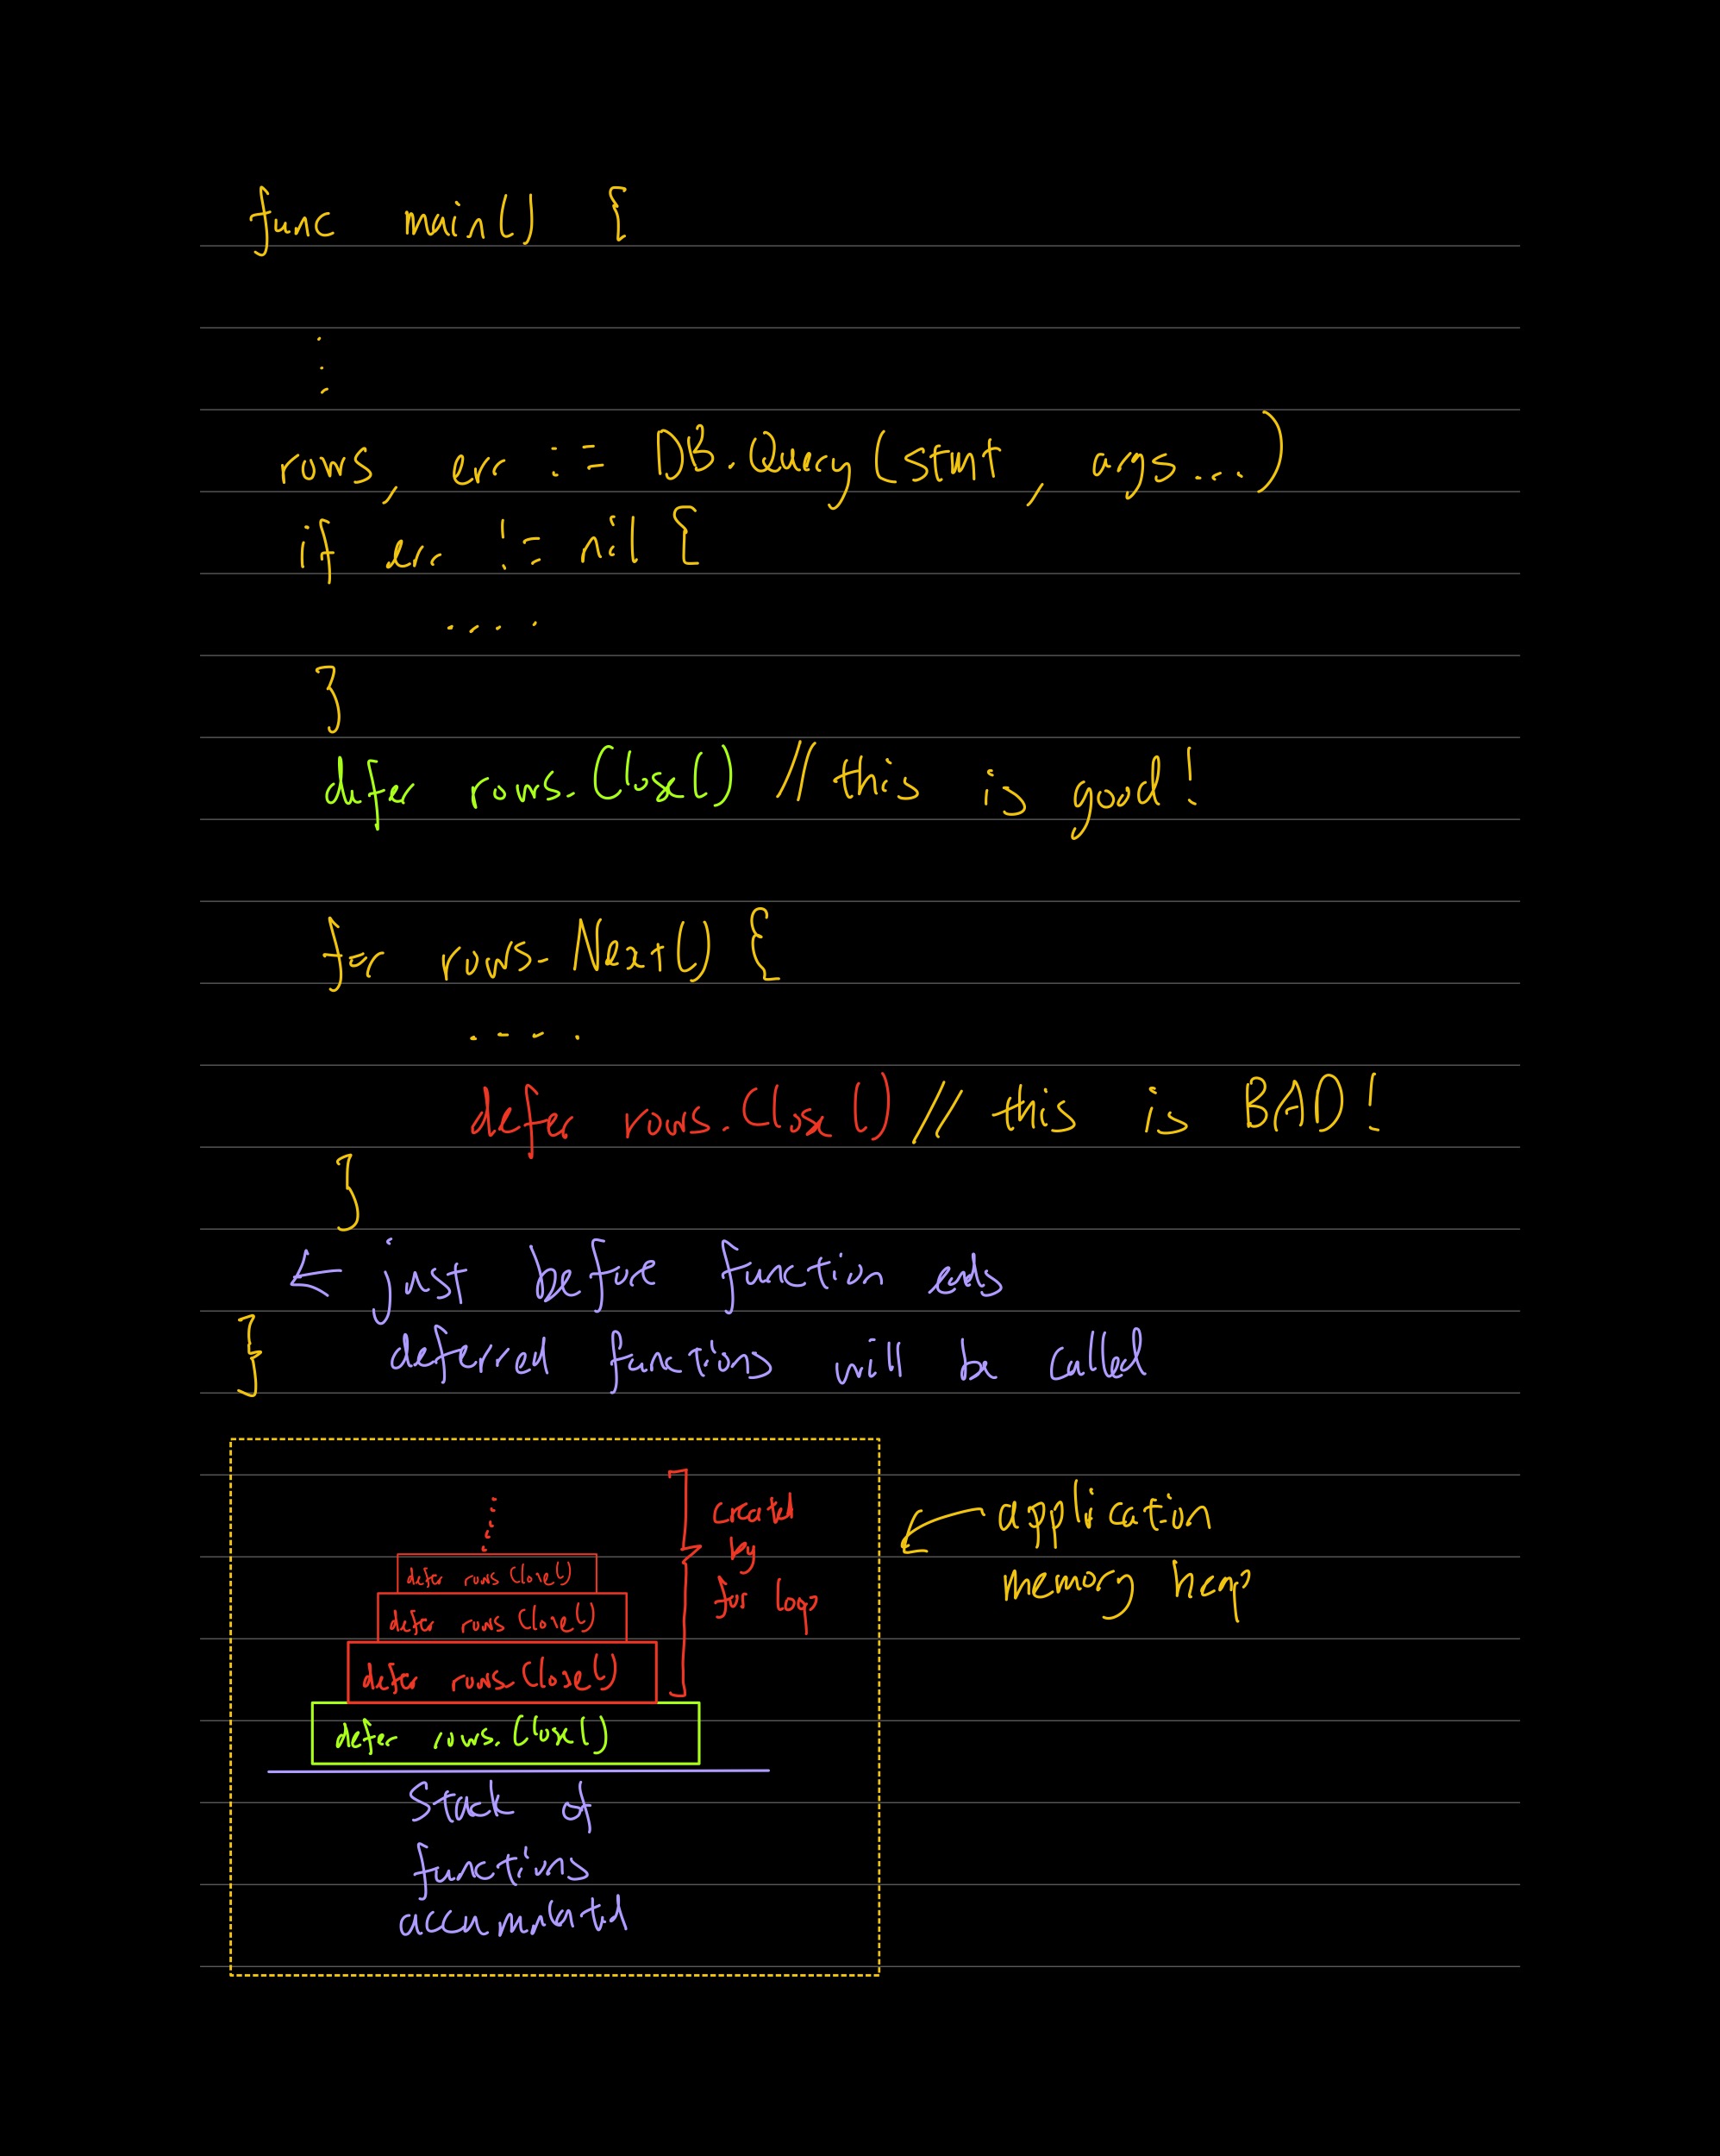 func main() {
:
rows, err := DB.Query(stmt, args...)
if err != nil {
....
}
defer rows.Close() // this is good!
for rows.Next() {
....
defer rows.Close() // this is BAD!
}
← just before function ends
} deferred functions will be called
created
by
for loop
defer rows Close()
defer rows Close()
defer rows Close()
defer rows.Close()
Stack of
functions
accumulated
← application
memory heap